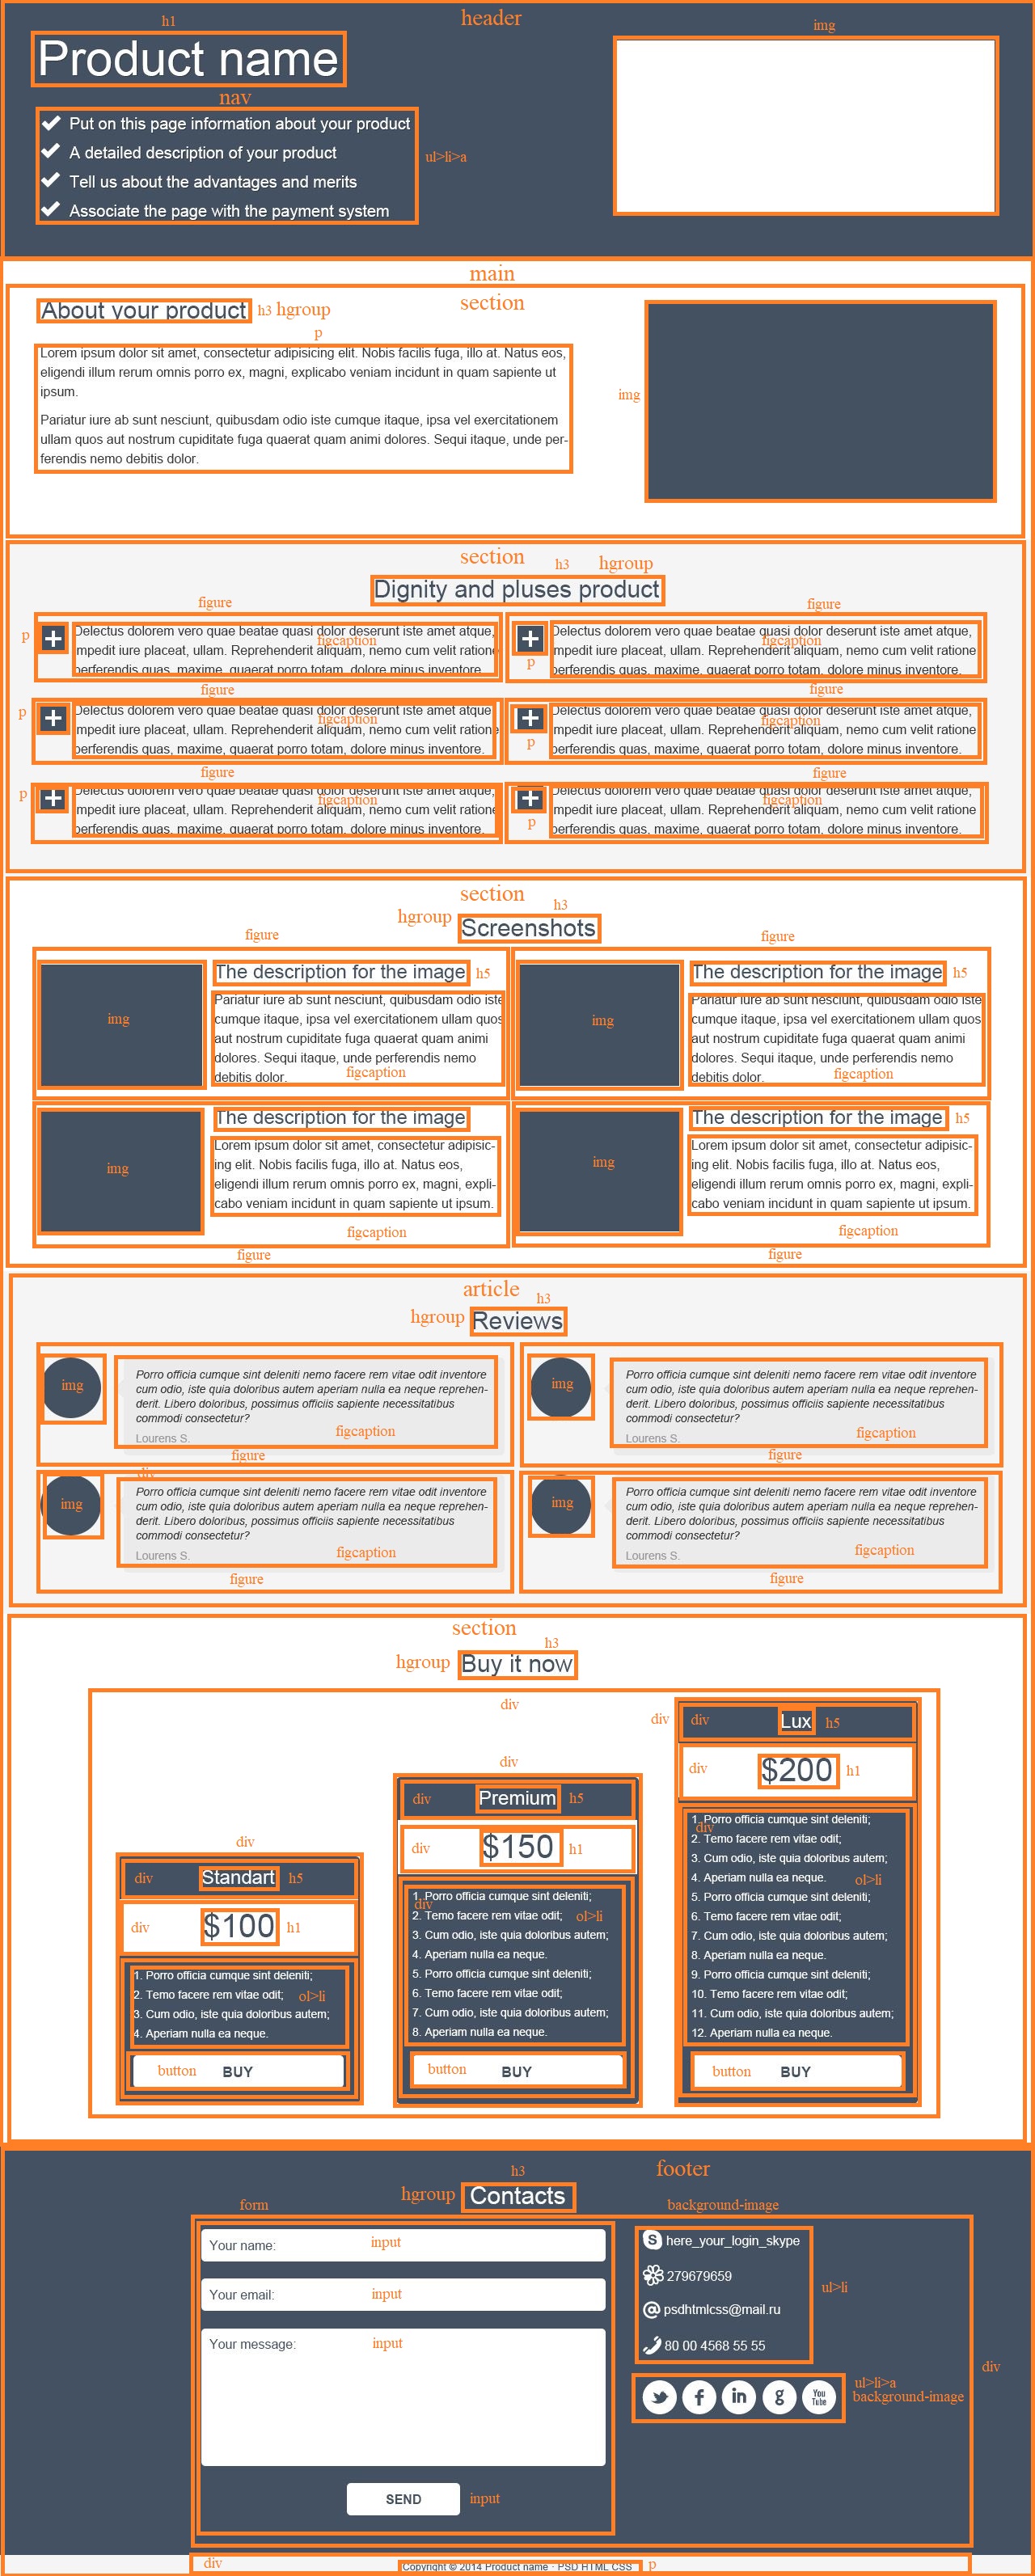 h1
header
img
Product name
nav
Put on this page information about your product
A detailed description of your product
ul>li>a
Tell us about the advantages and merits
Associate the page with the payment system
main
section
About your product
h3 hgroup
p
Lorem ipsum dolor sit amet, consectetur adipisicing elit. Nobis facilis fuga, illo at. Natus eos,
eligendi illum rerum omnis porro ex, magni, explicabo veniam incidunt in quam sapiente ut
ipsum.
img
Pariatur iure ab sunt nesciunt, quibusdam odio iste cumque itaque, ipsa vel exercitationem
ullam quos aut nostrum cupiditate fuga quaerat quam animi dolores. Sequi itaque, unde per-
ferendis nemo debitis dolor.
section
h3
hgroup
Dignity and pluses product
figure
figure
p
Delectus dolorem vero quae beatae quasi dolor deserunt iste amet atque,
impedit iure placeat, ullam. Reprehenderit aliquam, nemo cum velit ratione
perferendis quas, maxime, quaerat porro totam, dolore minus inventore.
figcaption
Delectus dolorem vero quae beatae quasi dolor deserunt iste amet atque,
impedit iure placeat, ullam. Reprehenderit aliquam, nemo cum velit ratione
perferendis quas, maxime, quaerat porro totam, dolore minus inventore.
figcaption
p
figure
figure
p
Delectus dolorem vero quae beatae quasi dolor deserunt iste amet atque,
impedit iure placeat, ullam. Reprehenderit aliquam, nemo cum velit ratione
perferendis quas, maxime, quaerat porro totam, dolore minus inventore.
figcaption
Delectus dolorem vero quae beatae quasi dolor deserunt iste amet atque,
impedit iure placeat, ullam. Reprehenderit aliquam, nemo cum velit ratione
perferendis quas, maxime, quaerat porro totam, dolore minus inventore.
figcaption
p
figure
figure
p
Delectus dolorem vero quae beatae quasi dolor deserunt iste amet atque,
impedit iure placeat, ullam. Reprehenderit aliquam, nemo cum velit ratione
perferendis quas, maxime, quaerat porro totam, dolore minus inventore.
figcaption
Delectus dolorem vero quae beatae quasi dolor deserunt iste amet atque,
impedit iure placeat, ullam. Reprehenderit aliquam, nemo cum velit ratione
perferendis quas, maxime, quaerat porro totam, dolore minus inventore.
figcaption
p
section
h3
hgroup
Screenshots
figure
figure
img
The description for the image
h5
Pariatur iure ab sunt nesciunt, quibusdam odio iste
cumque itaque, ipsa vel exercitationem ullam quos
aut nostrum cupiditate fuga quaerat quam animi
dolores. Sequi itaque, unde perferendis nemo
debitis dolor.
figcaption
img
The description for the image
h5
Pariatur iure ab sunt nesciunt, quibusdam odio iste
cumque itaque, ipsa vel exercitationem ullam quos
aut nostrum cupiditate fuga quaerat quam animi
dolores. Sequi itaque, unde perferendis nemo
debitis dolor.
figcaption
img
The description for the image
Lorem ipsum dolor sit amet, consectetur adipisic-
ing elit. Nobis facilis fuga, illo at. Natus eos,
eligendi illum rerum omnis porro ex, magni, expli-
cabo veniam incidunt in quam sapiente ut ipsum.
figcaption
img
The description for the image
h5
Lorem ipsum dolor sit amet, consectetur adipisic-
ing elit. Nobis facilis fuga, illo at. Natus eos,
eligendi illum rerum omnis porro ex, magni, expli-
cabo veniam incidunt in quam sapiente ut ipsum.
figcaption
figure
figure
article
h3
hgroup
Reviews
img
Porro officia cumque sint deleniti nemo facere rem vitae odit inventore
cum odio, iste quia doloribus autem aperiam nulla ea neque reprehen-
derit. Libero doloribus, possimus officiis sapiente necessitatibus
commodi consectetur?
Lourens S.
figcaption
img
Porro officia cumque sint deleniti nemo facere rem vitae odit inventore
cum odio, iste quia doloribus autem aperiam nulla ea neque reprehen-
derit. Libero doloribus, possimus officiis sapiente necessitatibus
commodi consectetur?
Lourens S.
figcaption
figure
figure
div
img
Porro officia cumque sint deleniti nemo facere rem vitae odit inventore
cum odio, iste quia doloribus autem aperiam nulla ea neque reprehen-
derit. Libero doloribus, possimus officiis sapiente necessitatibus
commodi consectetur?
Lourens S.
figcaption
img
Porro officia cumque sint deleniti nemo facere rem vitae odit inventore
cum odio, iste quia doloribus autem aperiam nulla ea neque reprehen-
derit. Libero doloribus, possimus officiis sapiente necessitatibus
commodi consectetur?
Lourens S.
figcaption
figure
figure
section
h3
hgroup
Buy it now
div
div
div
Standart
h5
div
$100
h1
1. Porro officia cumque sint deleniti;
2. Temo facere rem vitae odit;
ol>li
3. Cum odio, iste quia doloribus autem;
4. Aperiam nulla ea neque.
button
BUY
div
div
Premium
h5
div
$150
h1
1. Porro officia cumque sint deleniti;
div
2. Temo facere rem vitae odit;
ol>li
3. Cum odio, iste quia doloribus autem;
4. Aperiam nulla ea neque.
5. Porro officia cumque sint deleniti;
6. Temo facere rem vitae odit;
7. Cum odio, iste quia doloribus autem;
8. Aperiam nulla ea neque.
button
BUY
div
div
Lux
h5
div
$200
h1
1. Porro officia cumque sint deleniti;
div
2. Temo facere rem vitae odit;
3. Cum odio, iste quia doloribus autem;
4. Aperiam nulla ea neque.
ol>li
5. Porro officia cumque sint deleniti;
6. Temo facere rem vitae odit;
7. Cum odio, iste quia doloribus autem;
8. Aperiam nulla ea neque.
9. Porro officia cumque sint deleniti;
10. Temo facere rem vitae odit;
11. Cum odio, iste quia doloribus autem;
12. Aperiam nulla ea neque.
button
BUY
h3
footer
hgroup
Contacts
form
background-image
Your name:
input
Your email:
input
Your message:
input
SEND
input
here_your_login_skype
279679659
ul>li
psdhtmlcss@mail.ru
80 00 4568 55 55
div
ul>li>a
background-image
in
g
You
Tube
div
Copyright © 2014 Product name · PSD HTML CSS
p